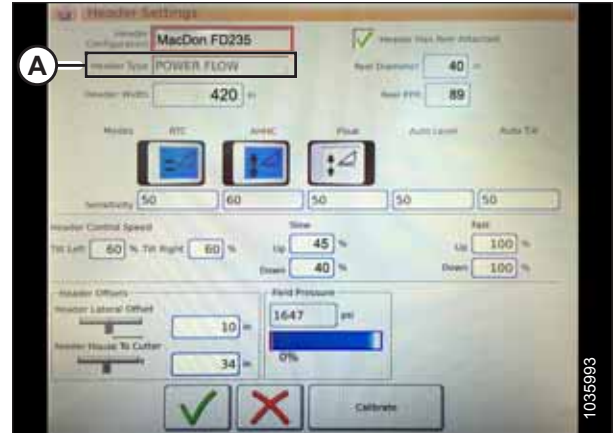 Header Settings
Header Configuration MacDon FD235
Header Has Reel Attached
A
Header Type POWER FLOW
Reel Diameter 40 in
Header Width 420 in
Reel PPR 89
Modes RTC AHHC Float Auto Level Auto Tilt
Sensitivity 50 60 50 50 50
Header Control Speed Slow Fast
Tilt Left 60 % Tilt Right 60 % Up 45 % Up 100 %
Down 40 % Down 100 %
Header Offsets Field Pressure
Header Lateral Offset
10 in
1647 psi
Feeder House To Cutter
34 in
0%
Calibrate
1035993